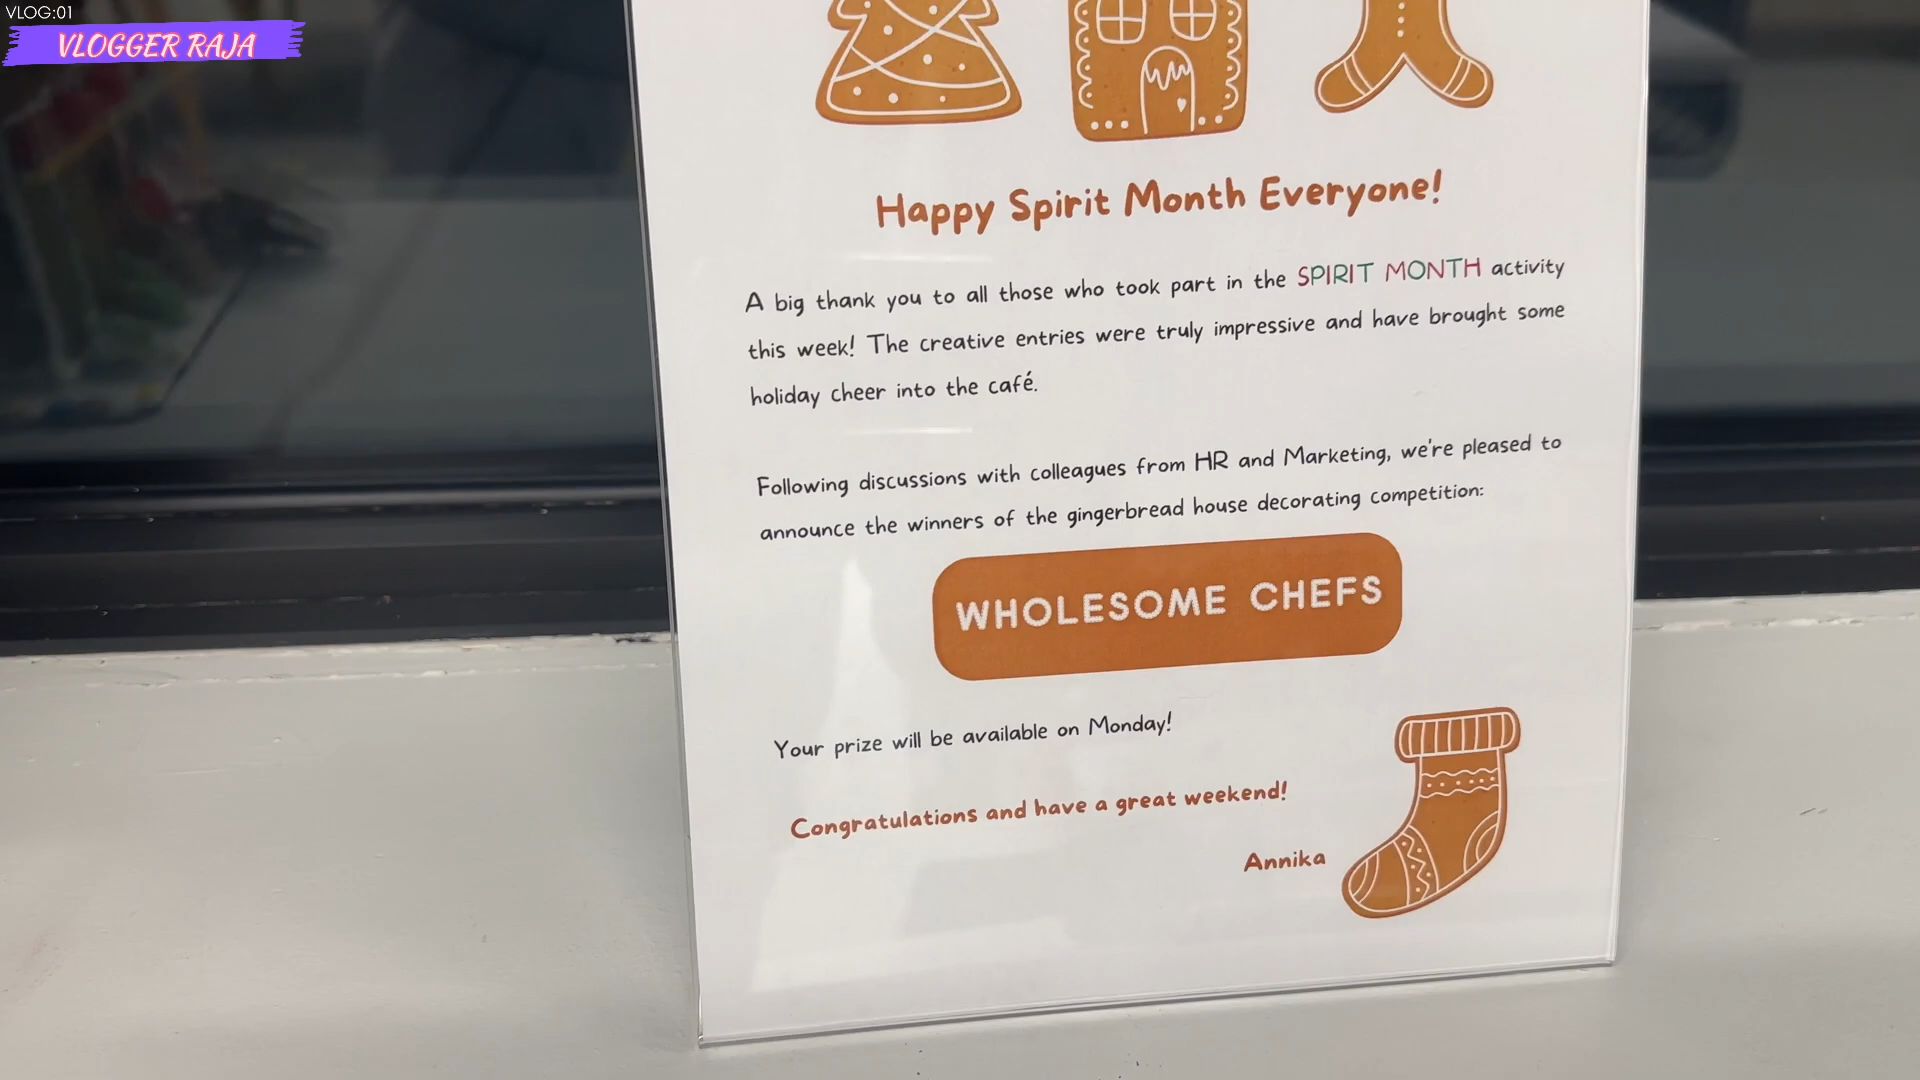 VLOG:01
VLOGGER RAJA
Happy Spirit Month Everyone!
A big thank you to all those who took part in the SPIRIT MONTH activity
this week! The creative entries were truly impressive and have brought some
holiday cheer into the café.
Following discussions with colleagues from HR and Marketing, we're pleased to
announce the winners of the gingerbread house decorating competition:
WHOLESOME CHEFS
Your prize will be available on Monday!
Congratulations and have a great weekend!
Annika